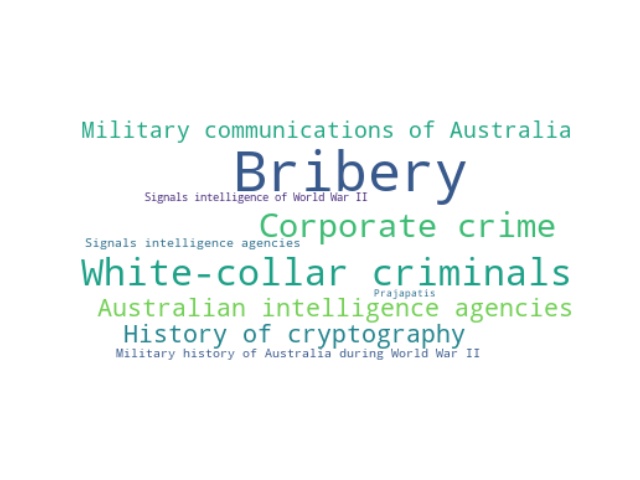 Military communications of Australia
Bribery
Signals intelligence of World War II
Corporate crime
Signals intelligence agencies
White-collar criminals
Prajapatis
Australian intelligence agencies
History of cryptography
Military history of Australia during World War II